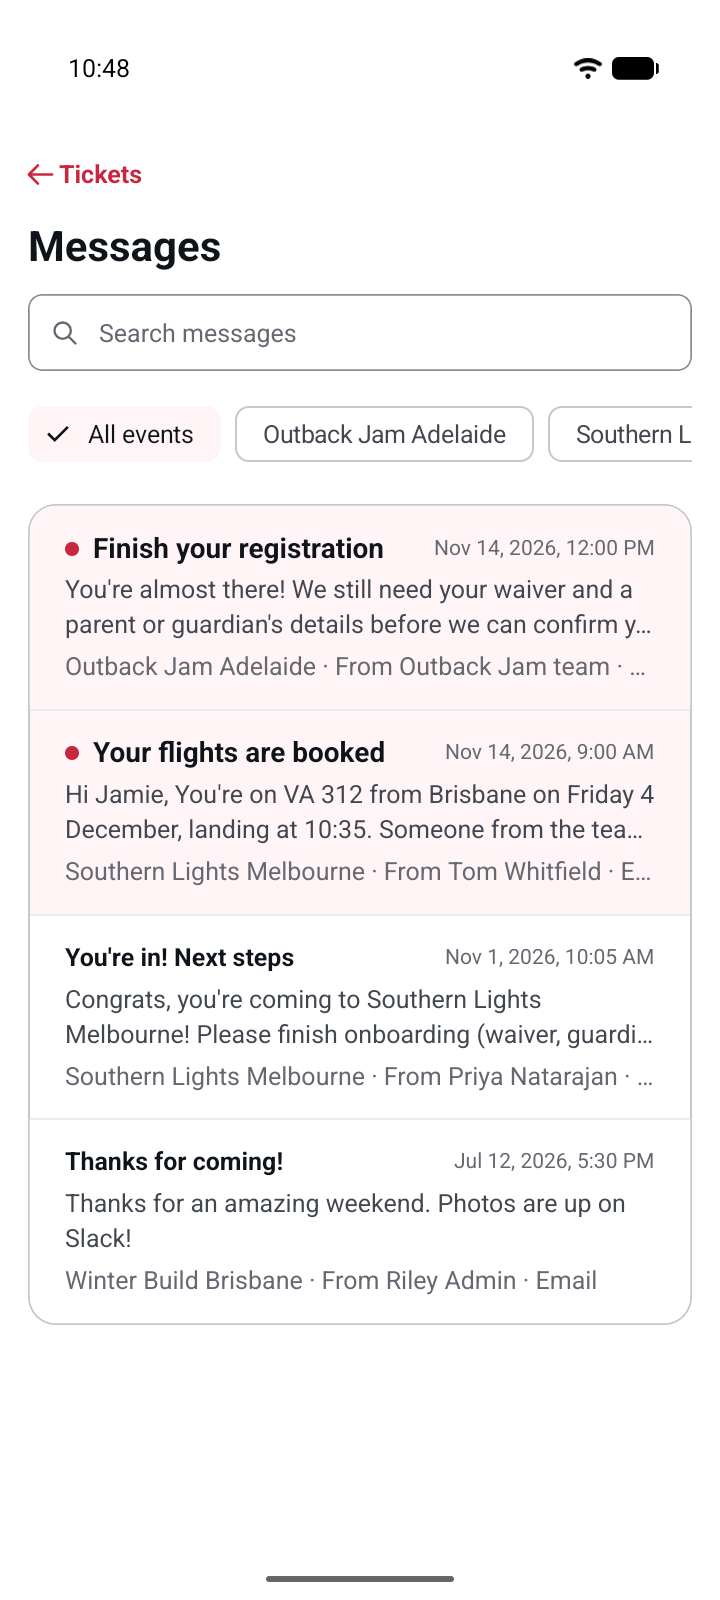 10:48
Tickets
Messages
Search messages
All events
Outback Jam Adelaide
Southern L
Finish your registration
Nov 14, 2026, 12:00 PM
You're almost there! We still need your waiver and a
parent or guardian's details before we can confirm y…
Outback Jam Adelaide · From Outback Jam team · …
Your flights are booked
Nov 14, 2026, 9:00 AM
Hi Jamie, You're on VA 312 from Brisbane on Friday 4
December, landing at 10:35. Someone from the tea…
Southern Lights Melbourne · From Tom Whitfield · E…
You're in! Next steps
Nov 1, 2026, 10:05 AM
Congrats, you're coming to Southern Lights
Melbourne! Please finish onboarding (waiver, guardi…
Southern Lights Melbourne · From Priya Natarajan · …
Thanks for coming!
Jul 12, 2026, 5:30 PM
Thanks for an amazing weekend. Photos are up on
Slack!
Winter Build Brisbane · From Riley Admin · Email